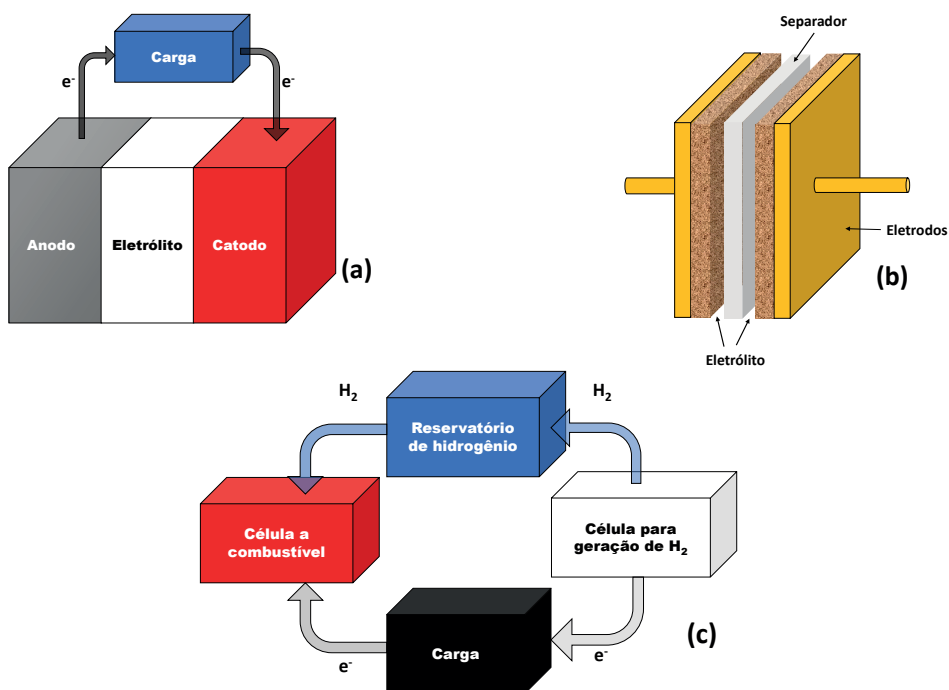 Carga
e-
e-
Anodo
Eletrólito
Catodo
(a)
Separador
Eletrodos
(b)
Eletrólito
H2
H2
Reservatório
de hidrogênio
Célula a
combustível
Célula para
geração de H2
Carga
e-
e-
(c)